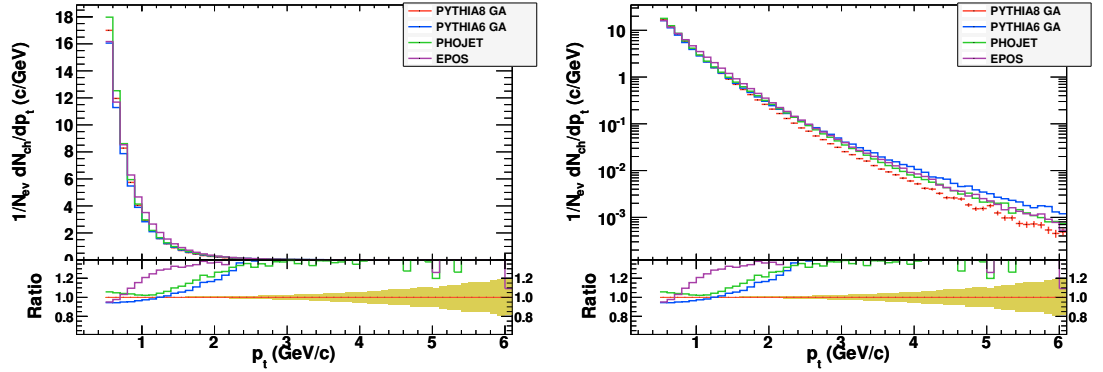 18
16
14
12
10
8
6
4
2
0
1/N_ev dN_ch/dp_t (c/GeV)
PYTHIA8 GA
PYTHIA6 GA
PHOJET
EPOS
Ratio
1.2
1.0
0.8
1.2
1.0
0.8
1 2 3 4 5 6
p_t (GeV/c)
10
1
10^-1
10^-2
10^-3
1/N_ev dN_ch/dp_t (c/GeV)
PYTHIA8 GA
PYTHIA6 GA
PHOJET
EPOS
Ratio
1.2
1.0
0.8
1.2
1.0
0.8
1 2 3 4 5 6
p_t (GeV/c)